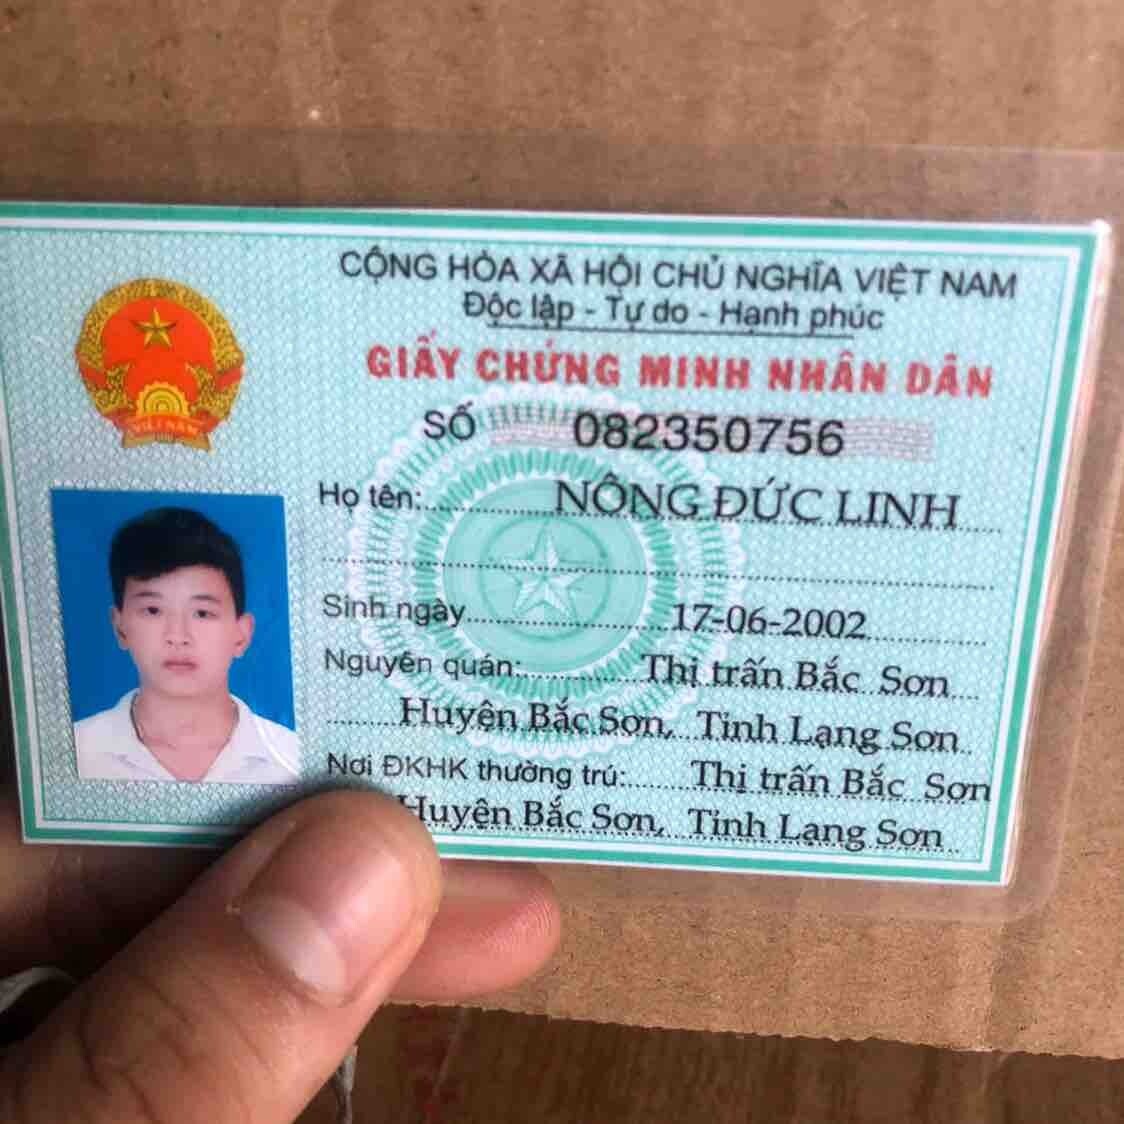 CỘNG HÒA XÃ HỘI CHỦ NGHĨA VIỆT NAM
Độc lập - Tự do - Hạnh phúc
GIẤY CHỨNG MINH NHÂN DÂN
SỐ 082350756
VIỆT NAM
Họ tên: NÔNG ĐỨC LINH
Sinh ngày 17-06-2002
Nguyên quán: Thị trấn Bắc Sơn
Huyện Bắc Sơn, Tỉnh Lạng Sơn
Nơi ĐKHK thường trú: Thị trấn Bắc Sơn
Huyện Bắc Sơn, Tỉnh Lạng Sơn